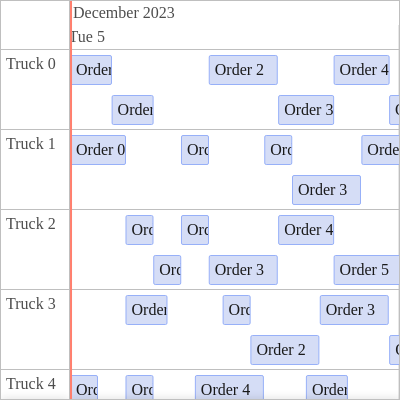 December 2023
Tue 5
Truck 0
Order
Order 2
Order 4
Order
Order 3
Truck 1
Order 0
Ord
Ord
Orde
Order 3
Truck 2
Ord
Ord
Order 4
Ord
Order 3
Order 5
Truck 3
Order
Ord
Order 3
Order 2
Truck 4
Ord
Ord
Order 4
Order